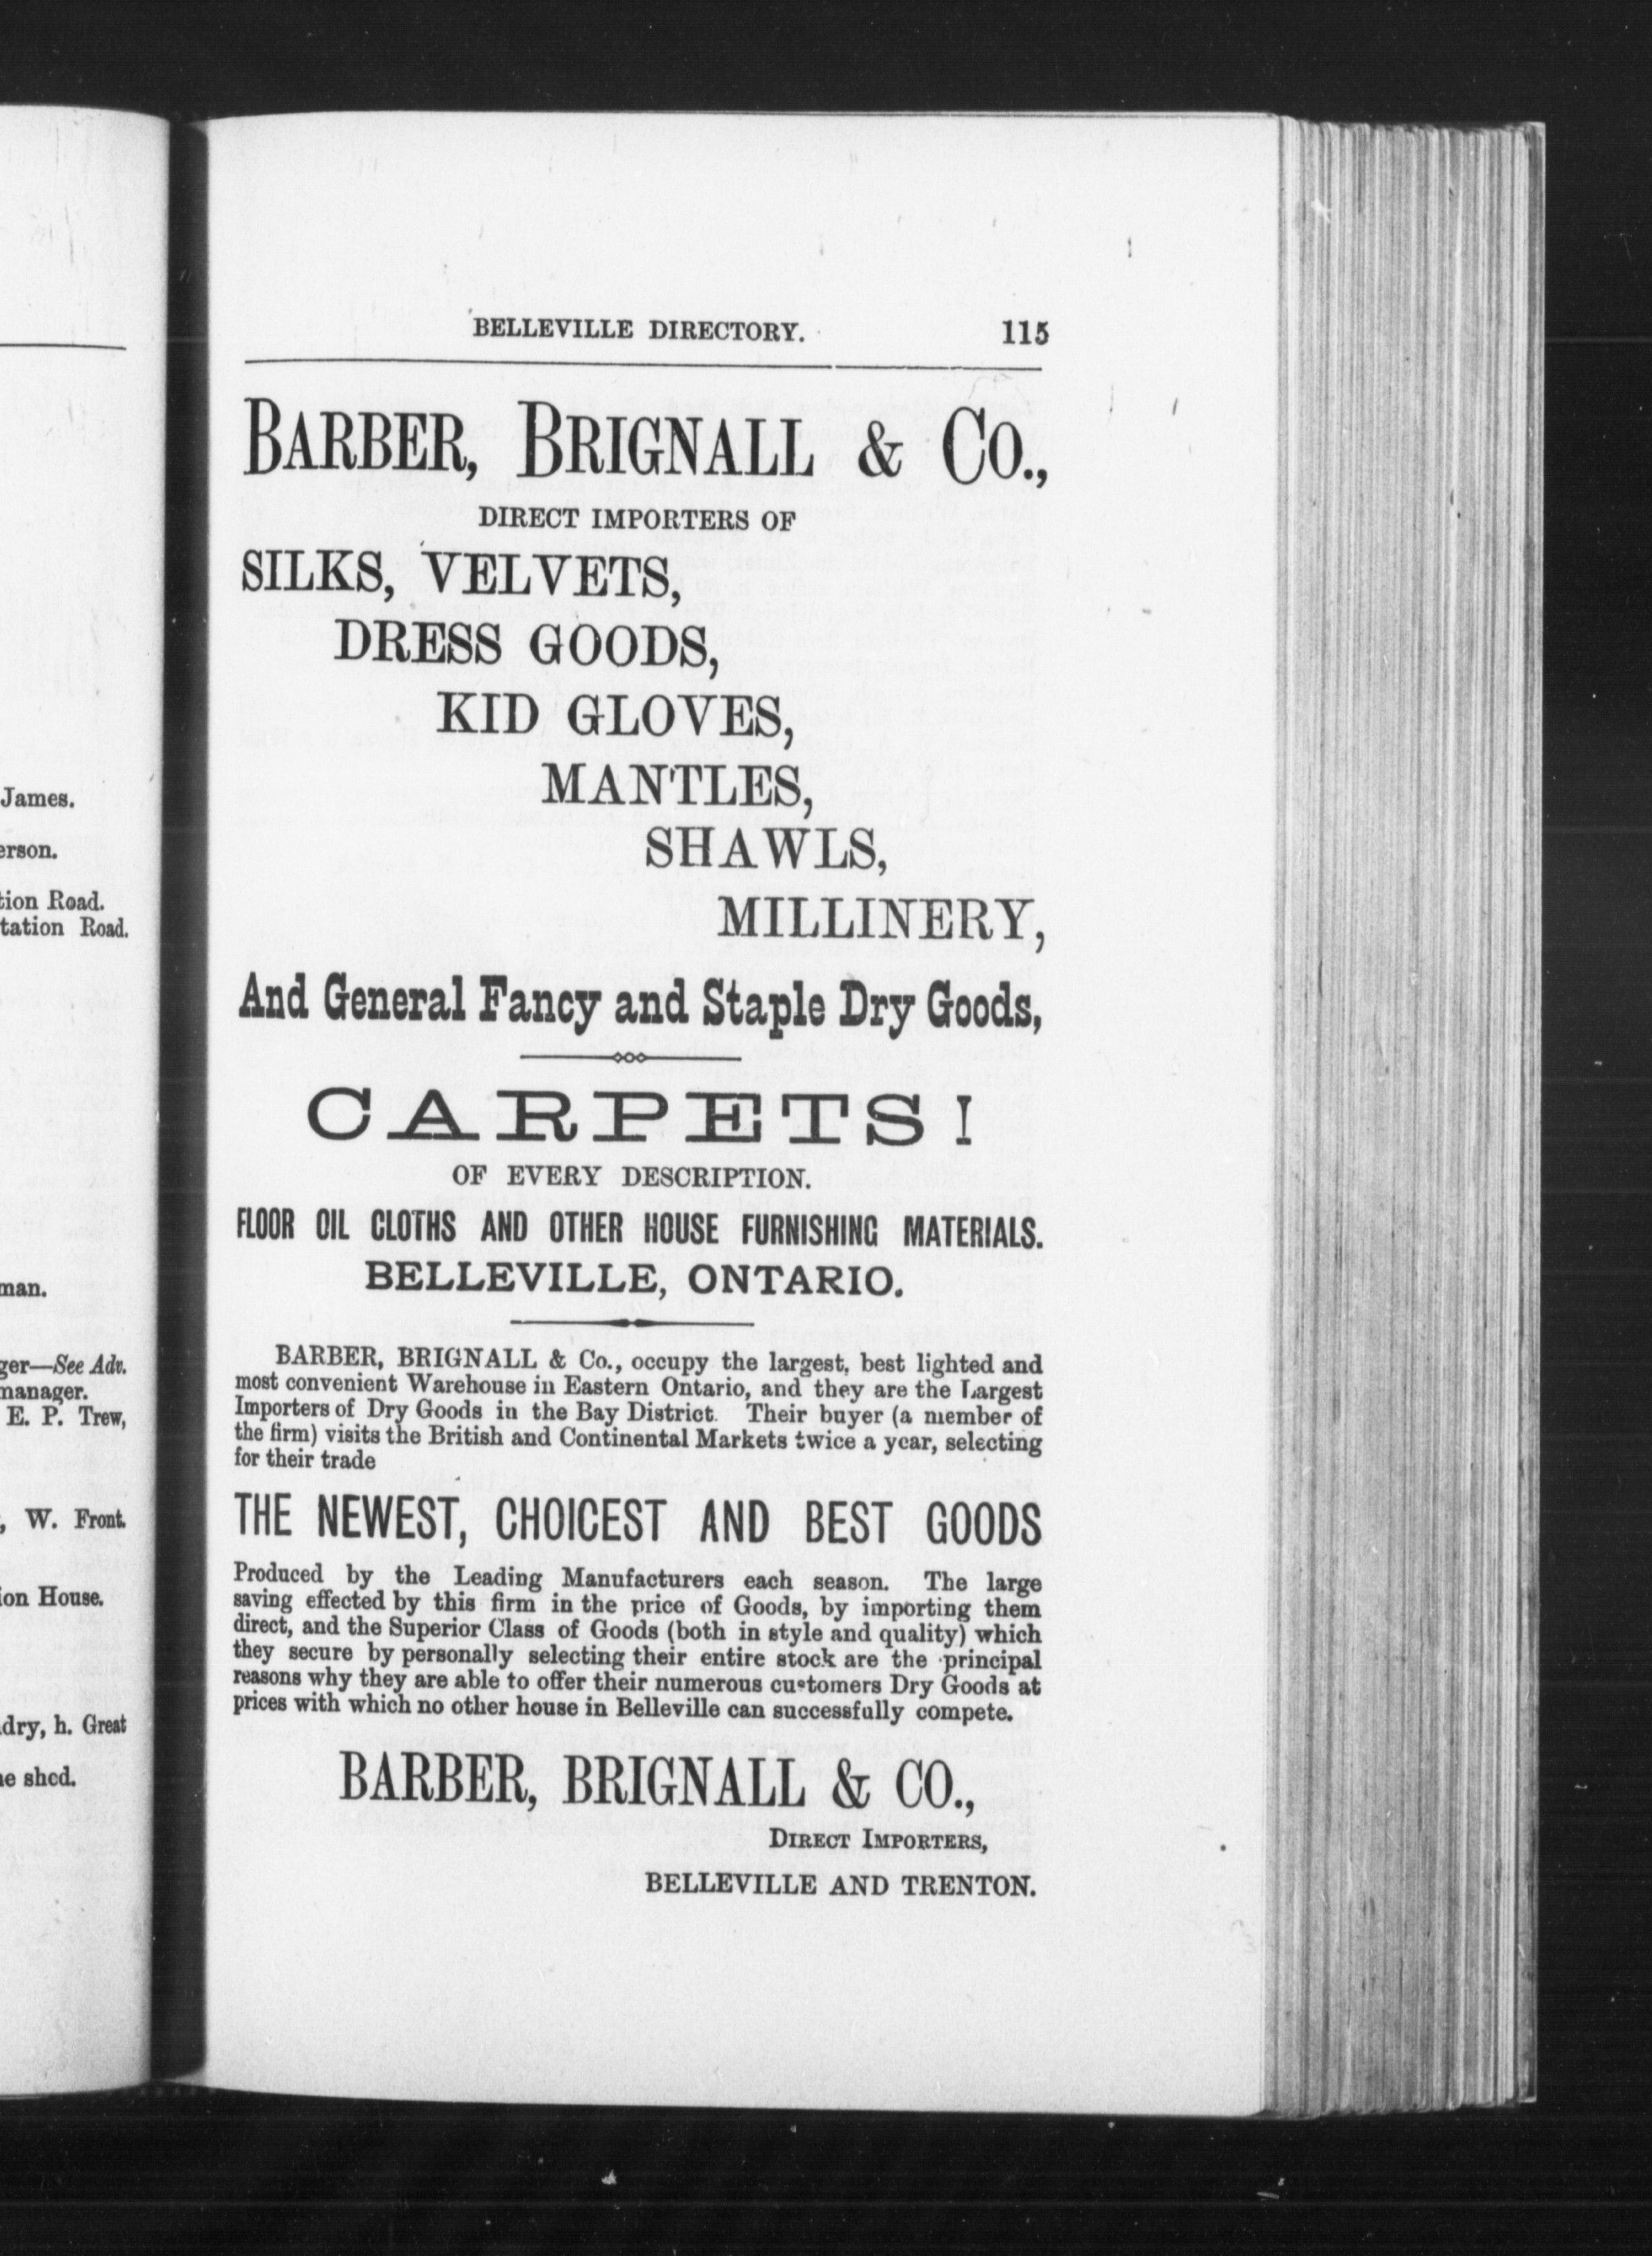 James.
erson.
tion Road.
tation Road.
man.
ger—See Adv.
manager.
E. P. Trew,
, W. Front.
ion House.
dry, h. Great
e shed.
BELLEVILLE DIRECTORY. 115
BARBER, BRIGNALL & CO.,
DIRECT IMPORTERS OF
SILKS, VELVETS,
DRESS GOODS,
KID GLOVES,
MANTLES,
SHAWLS,
MILLINERY,
And General Fancy and Staple Dry Goods,
CARPETS!
OF EVERY DESCRIPTION.
FLOOR OIL CLOTHS AND OTHER HOUSE FURNISHING MATERIALS.
BELLEVILLE, ONTARIO.
BARBER, BRIGNALL & Co., occupy the largest, best lighted and
most convenient Warehouse in Eastern Ontario, and they are the Largest
Importers of Dry Goods in the Bay District. Their buyer (a member of
the firm) visits the British and Continental Markets twice a year, selecting
for their trade
THE NEWEST, CHOICEST AND BEST GOODS
Produced by the Leading Manufacturers each season. The large
saving effected by this firm in the price of Goods, by importing them
direct, and the Superior Class of Goods (both in style and quality) which
they secure by personally selecting their entire stock are the principal
reasons why they are able to offer their numerous customers Dry Goods at
prices with which no other house in Belleville can successfully compete.
BARBER, BRIGNALL & CO.,
DIRECT IMPORTERS,
BELLEVILLE AND TRENTON.